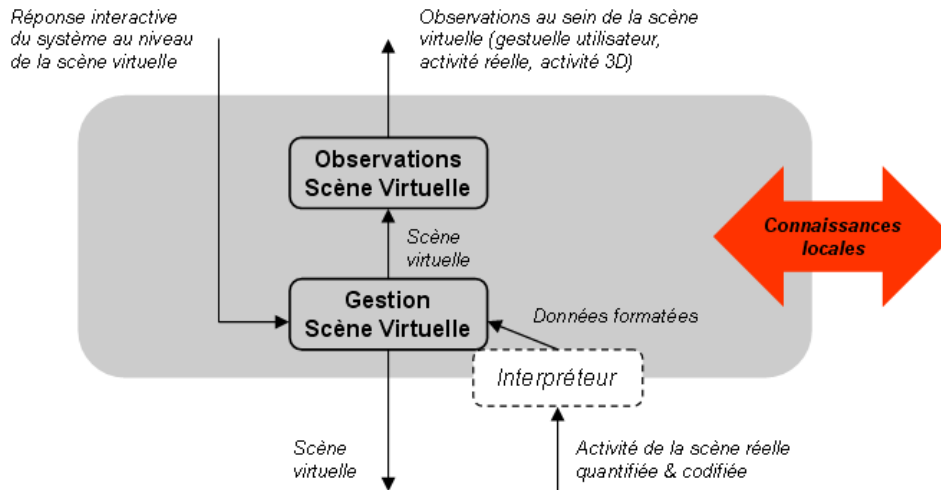 Réponse interactive
du système au niveau
de la scène virtuelle
Observations au sein de la scène
virtuelle (gestuelle utilisateur,
activité réelle, activité 3D)
Observations
Scène Virtuelle
Connaissances
locales
Scène
virtuelle
Gestion
Scène Virtuelle
Données formatées
Interpréteur
Scène
virtuelle
Activité de la scène réelle
quantifiée & codifiée